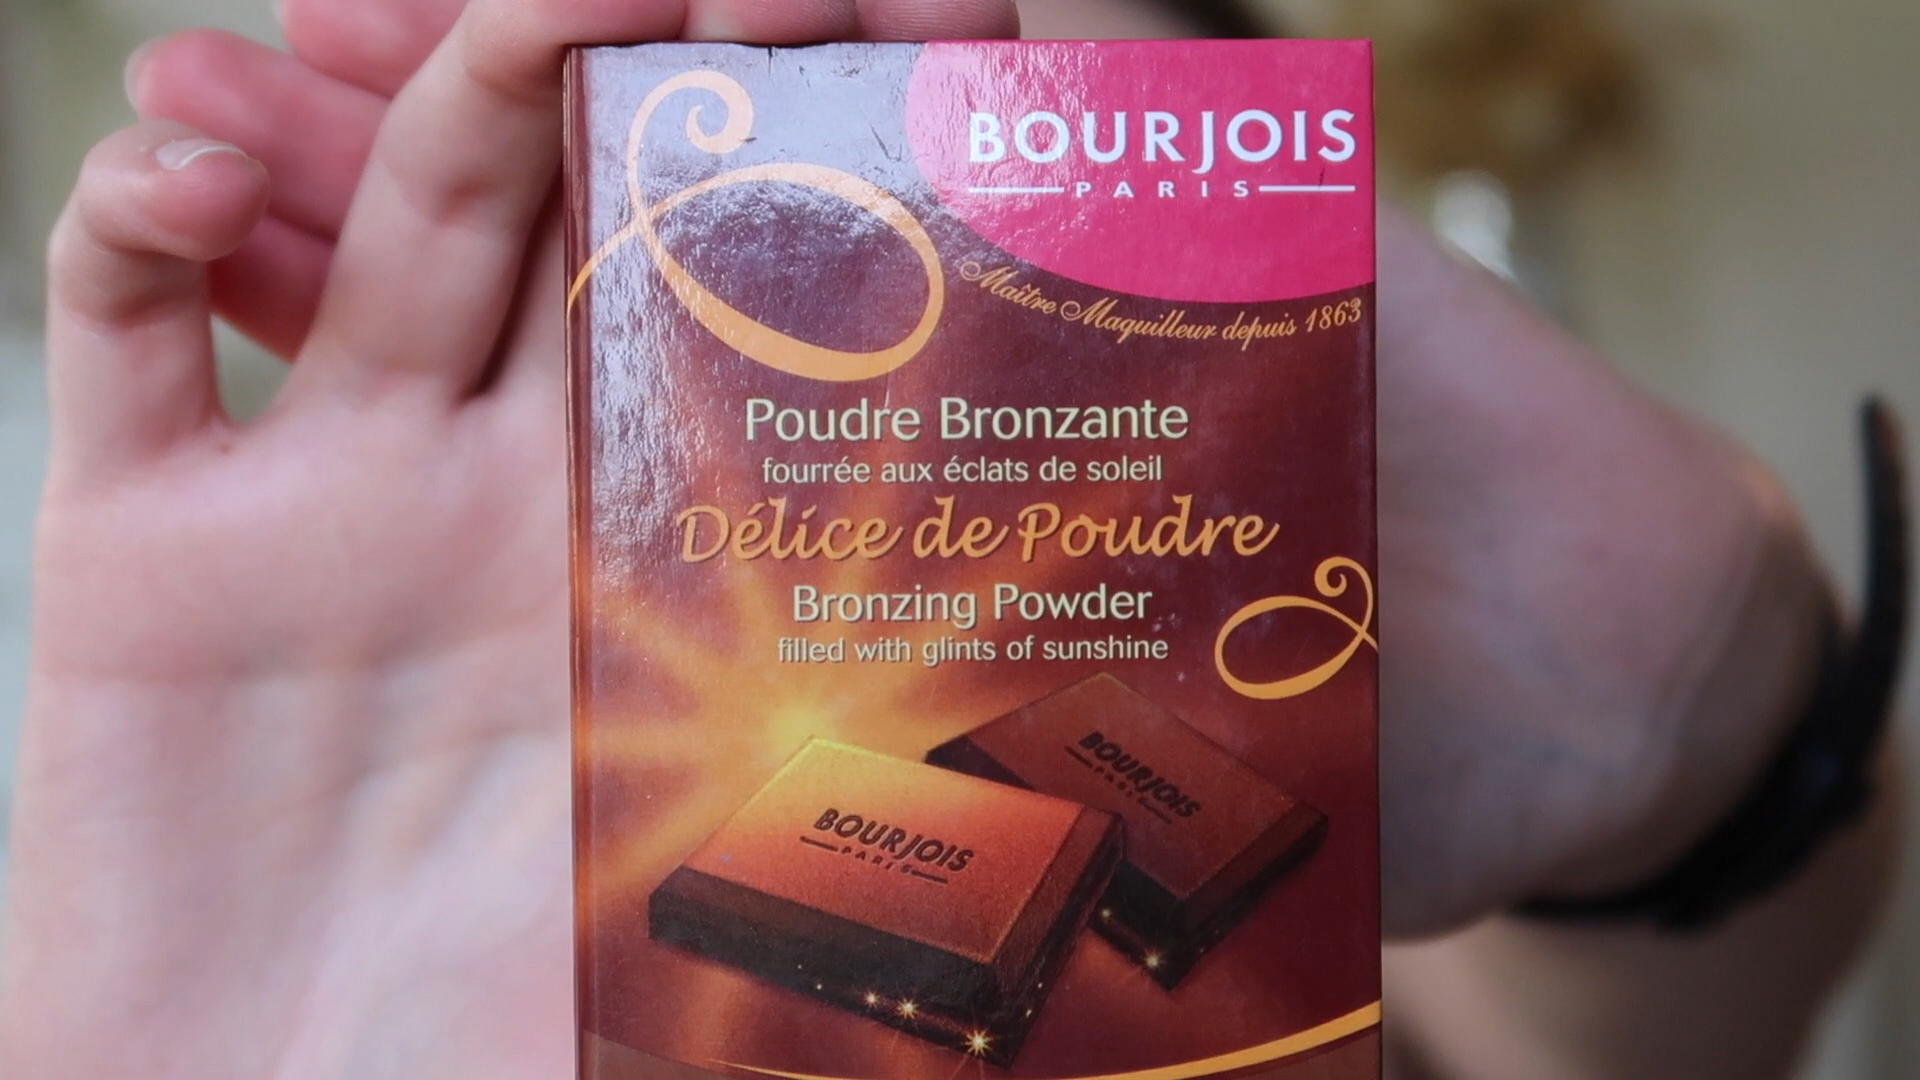 BOURJOIS
PARIS
Maître Maquilleur depuis 1863
Poudre Bronzante
fourrée aux éclats de soleil
Délice de Poudre
Bronzing Powder
filled with glints of sunshine
BOURJOIS
PARIS
BOURJOIS
PARIS